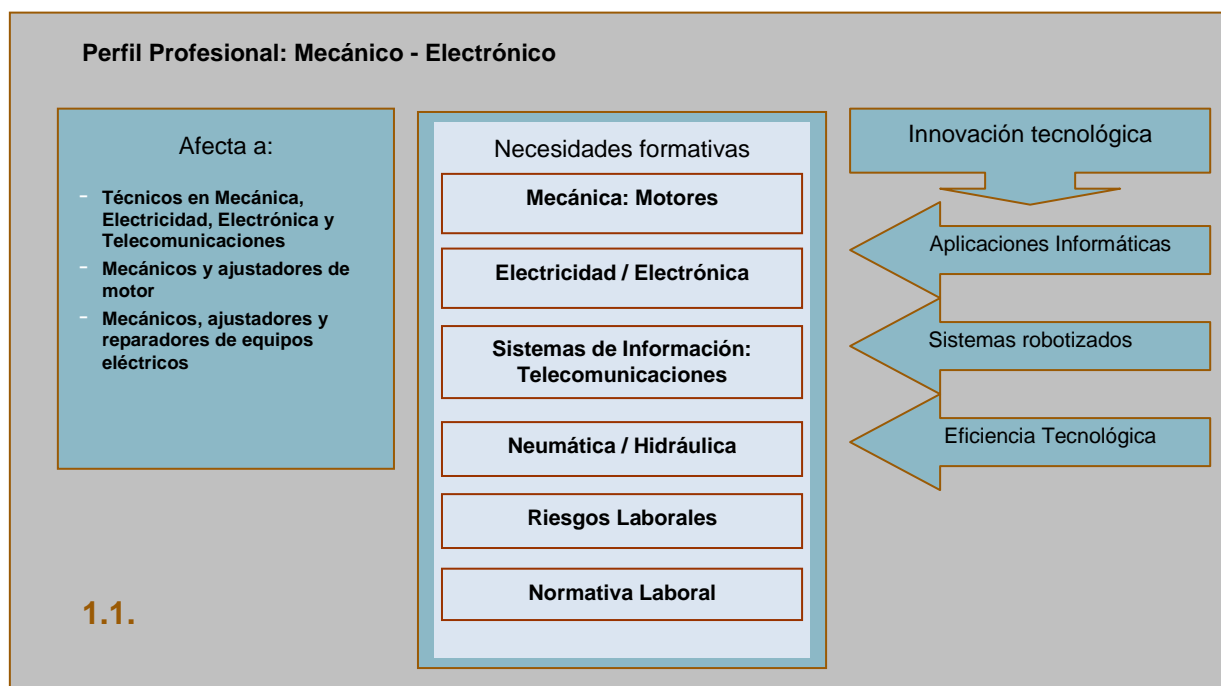 Perfil Profesional: Mecánico - Electrónico
Afecta a:
- Técnicos en Mecánica,
Electricidad, Electrónica y
Telecomunicaciones
- Mecánicos y ajustadores de
motor
- Mecánicos, ajustadores y
reparadores de equipos
eléctricos
Necesidades formativas
Mecánica: Motores
Electricidad / Electrónica
Sistemas de Información:
Telecomunicaciones
Neumática / Hidráulica
Riesgos Laborales
Normativa Laboral
Innovación tecnológica
Aplicaciones Informáticas
Sistemas robotizados
Eficiencia Tecnológica
1.1.